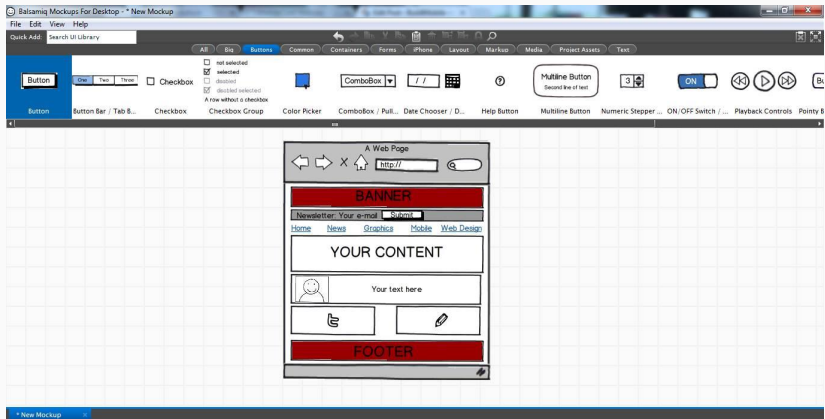 Balsamiq Mockups For Desktop - * New Mockup
File Edit View Help
Quick Add: Search UI Library
All Big Buttons Common Containers Forms iPhone Layout Markup Media Project Assets Text
Button
One Two Three
Checkbox
not selected
selected
disabled
disabled selected
A row without a checkbox
ComboBox
/ /
?
Multiline Button
Second line of text
3
ON
Button Button Bar / Tab B... Checkbox Checkbox Group Color Picker ComboBox / Pull... Date Chooser / D... Help Button Multiline Button Numeric Stepper ... ON/OFF Switch / ... Playback Controls Pointy B
A Web Page
X http://
BANNER
Newsletter: Your e-mail Submit
Home News Graphics Mobile Web Design
YOUR CONTENT
Your text here
FOOTER
* New Mockup ×